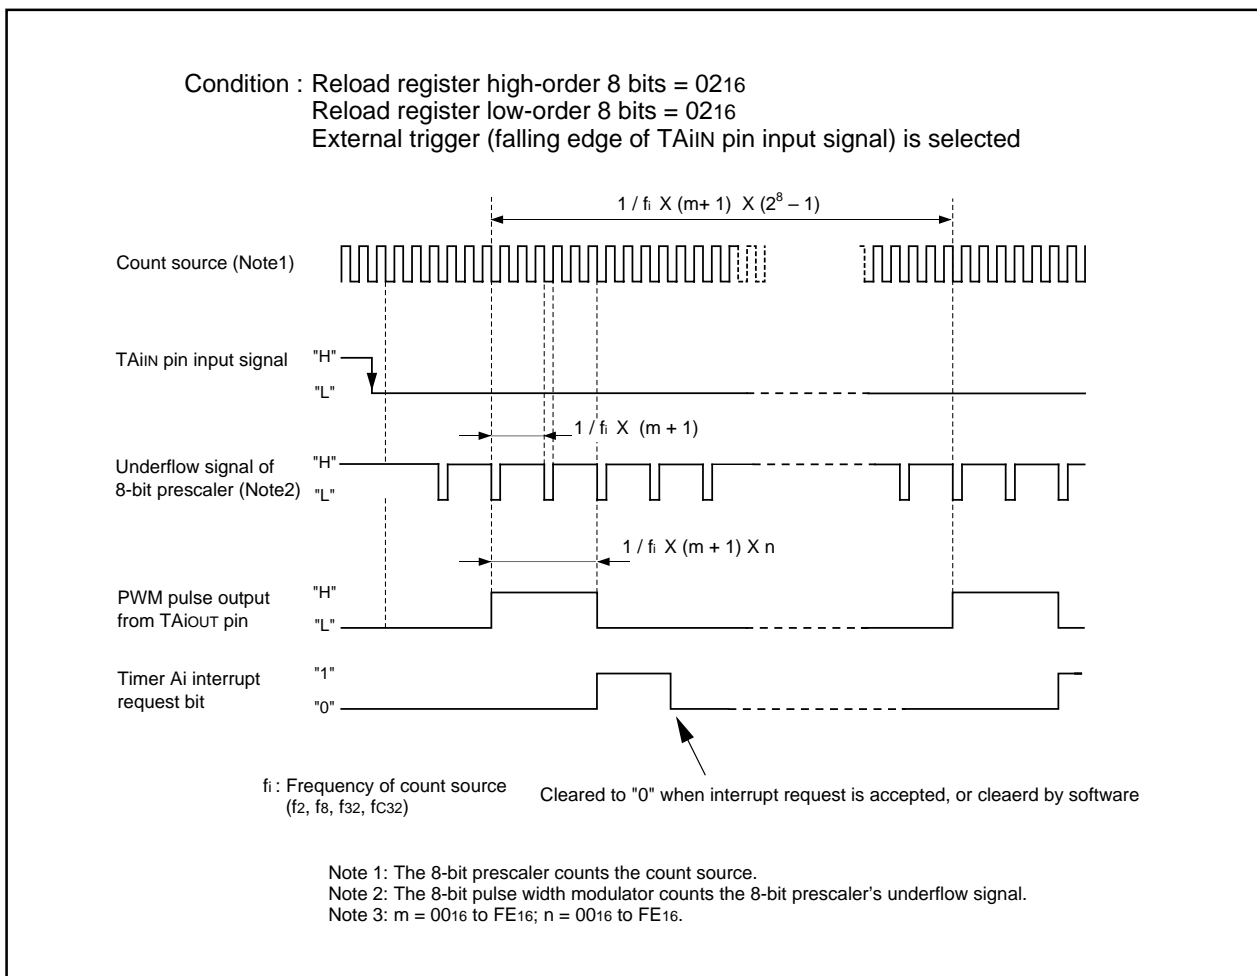 Condition : Reload register high-order 8 bits = 0216
Reload register low-order 8 bits = 0216
External trigger (falling edge of TAiIN pin input signal) is selected
1 / fi X (m+ 1) X (2^8 – 1)
Count source (Note1)
TAiIN pin input signal
"H"
"L"
1 / fi X (m + 1)
Underflow signal of
8-bit prescaler (Note2)
"H"
"L"
1 / fi X (m + 1) X n
PWM pulse output
from TAiOUT pin
"H"
"L"
Timer Ai interrupt
request bit
"1"
"0"
fi : Frequency of count source
(f2, f8, f32, fC32)
Cleared to "0" when interrupt request is accepted, or cleaerd by software
Note 1: The 8-bit prescaler counts the count source.
Note 2: The 8-bit pulse width modulator counts the 8-bit prescaler’s underflow signal.
Note 3: m = 0016 to FE16; n = 0016 to FE16.